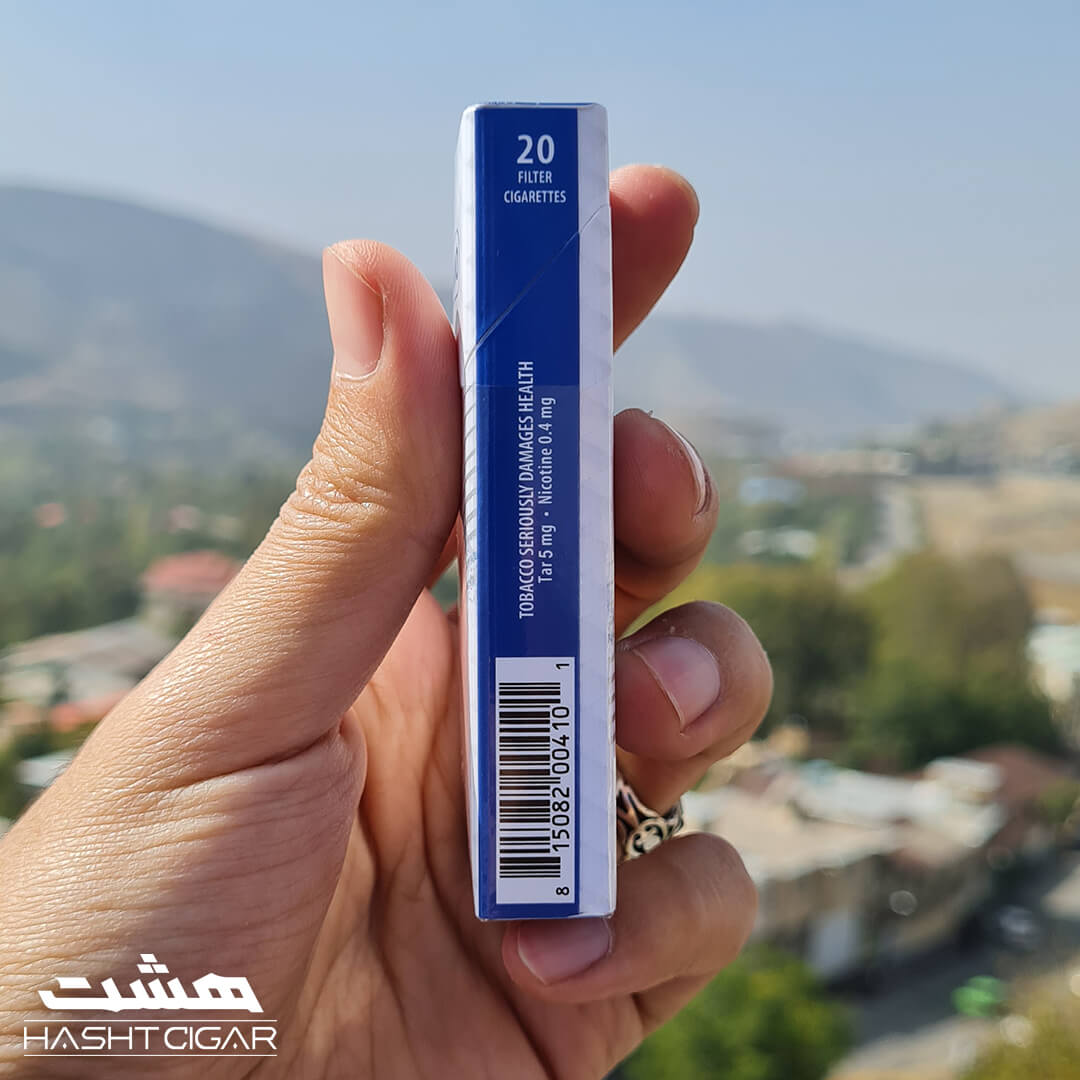 20
FILTER
CIGARETTES
TOBACCO SERIOUSLY DAMAGES HEALTH
Tar 5 mg • Nicotine 0.4 mg
8 15082 00410 1
هشت
HASHT CIGAR